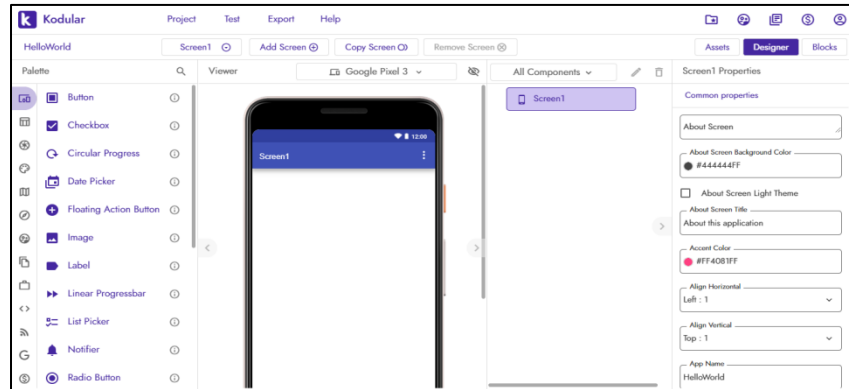 Kodular
Project
Test
Export
Help
HelloWorld
Screen1
Add Screen
Copy Screen
Remove Screen
Assets
Designer
Blocks
Palette
Button
Checkbox
Circular Progress
Date Picker
Floating Action Button
Image
Label
Linear Progressbar
List Picker
Notifier
Radio Button
Viewer
Google Pixel 3
12:00
Screen1
All Components
Screen1
Screen1 Properties
Common properties
About Screen
About Screen Background Color
#444444FF
About Screen Light Theme
About Screen Title
About this application
Accent Color
#FF4081FF
Align Horizontal
Left : 1
Align Vertical
Top : 1
App Name
HelloWorld